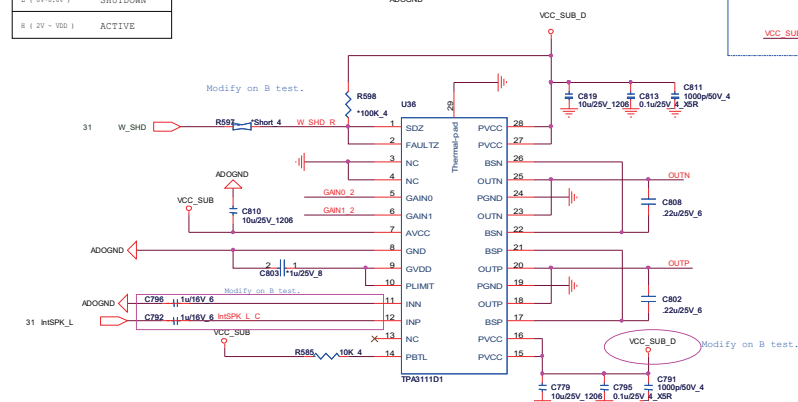 SHUTDOWN
H ( 2V ~ VDD ) ACTIVE
ADOGND
VCC_SUB_D
Modify on B test.
R598
*100K_4
31 W_SHD
R597 *Short_4 W_SHD_R
U36
29
Thermal-pad
C819
10u/25V_1206
C813
0.1u/25V_4_X5R
C811
1000p/50V_4
1 SDZ
2 FAULTZ
3 NC
4 NC
5 GAIN0
6 GAIN1
7 AVCC
8 GND
9 GVDD
10 PLIMIT
11 INN
12 INP
13 NC
14 PBTL
PVCC 28
PVCC 27
BSN 26
OUTN 25
PGND 24
OUTN 23
BSN 22
BSP 21
OUTP 20
PGND 19
OUTP 18
BSP 17
PVCC 16
PVCC 15
TPA3111D1
ADOGND
VCC_SUB
C810
10u/25V_1206
GAIN0_2
GAIN1_2
ADOGND
2 1
C803 *1u/25V_8
Modify on B test.
ADOGND C796 1u/16V_6
31 IntSPK_L C792 1u/16V_6 IntSPK_L_C
VCC_SUB
R585 10K_4
OUTN
C808
.22u/25V_6
OUTP
C802
.22u/25V_6
VCC_SUB_D
Modify on B test.
C779
10u/25V_1206
C795
0.1u/25V_4_X5R
C791
1000p/50V_4